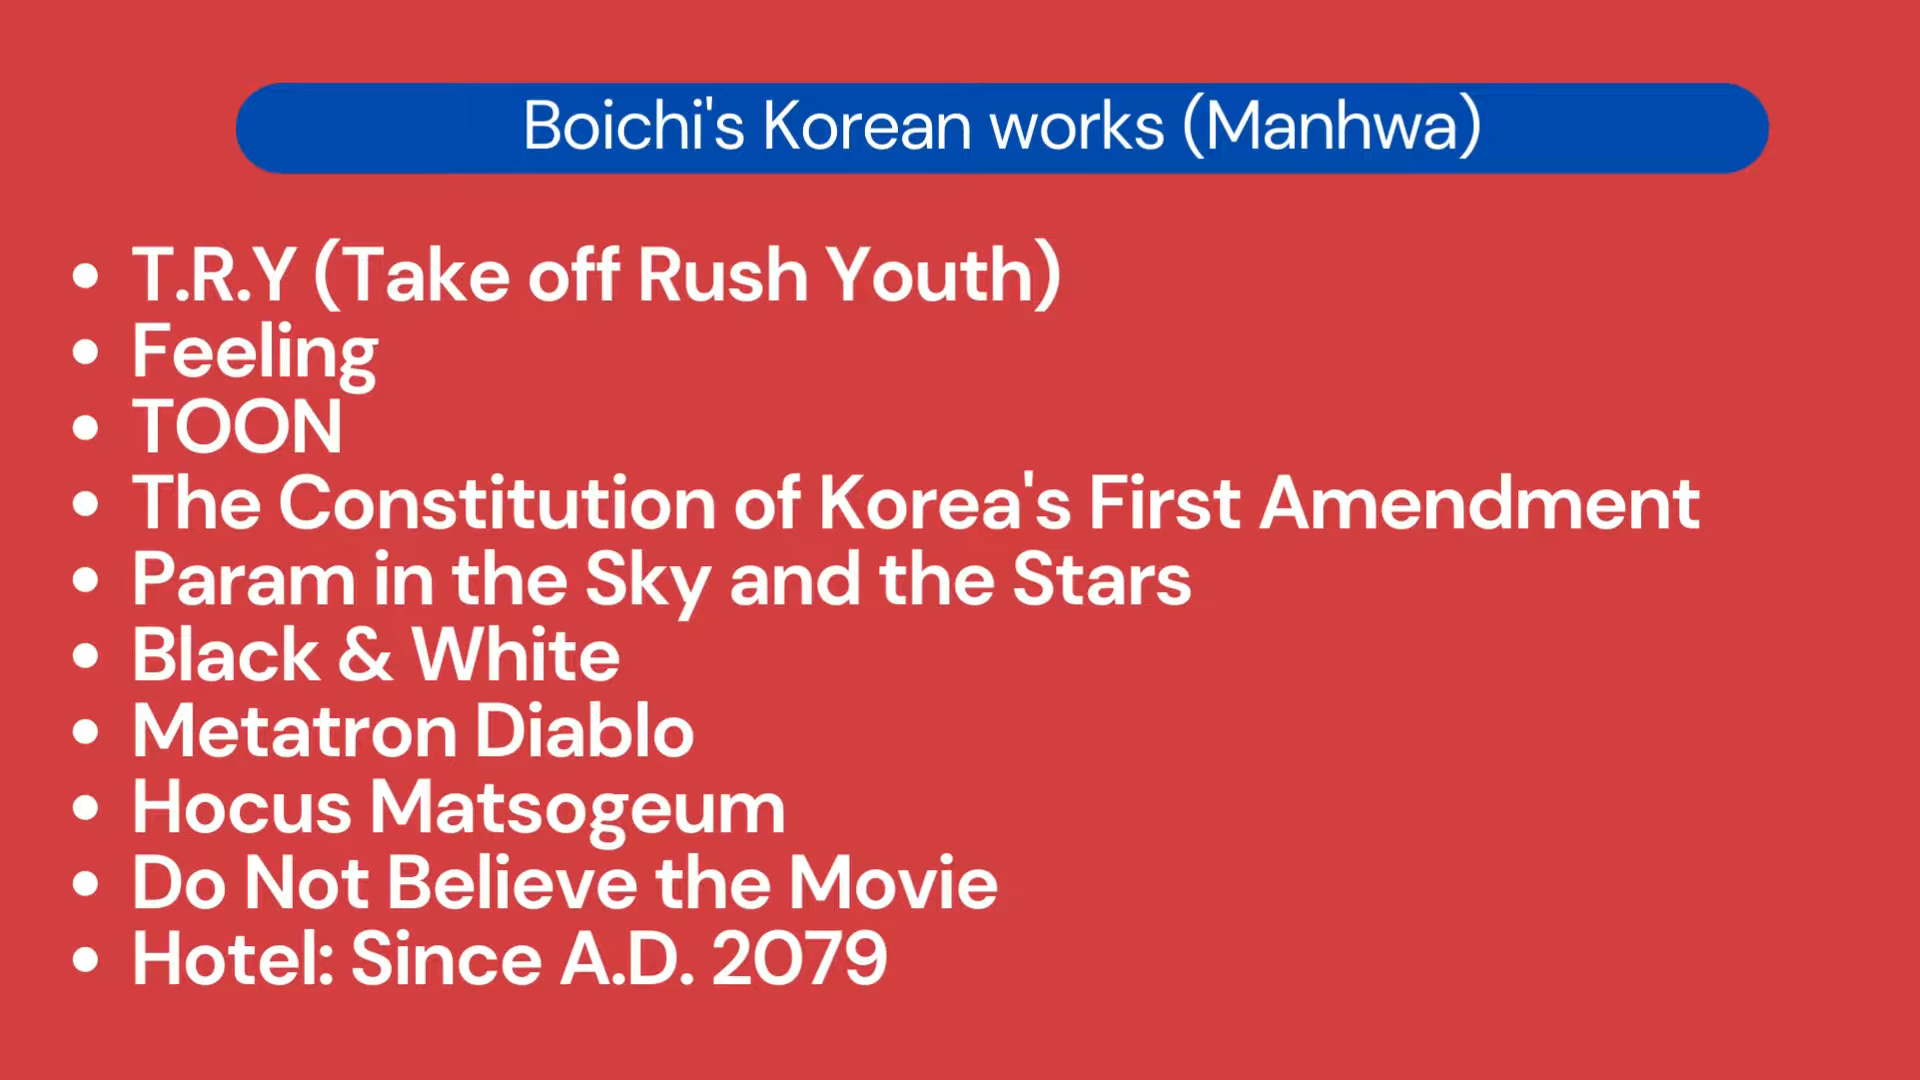 Boichi's Korean works (Manhwa)
• T.R.Y (Take off Rush Youth)
• Feeling
• TOON
• The Constitution of Korea's First Amendment
• Param in the Sky and the Stars
• Black & White
• Metatron Diablo
• Hocus Matsogeum
• Do Not Believe the Movie
• Hotel: Since A.D. 2079